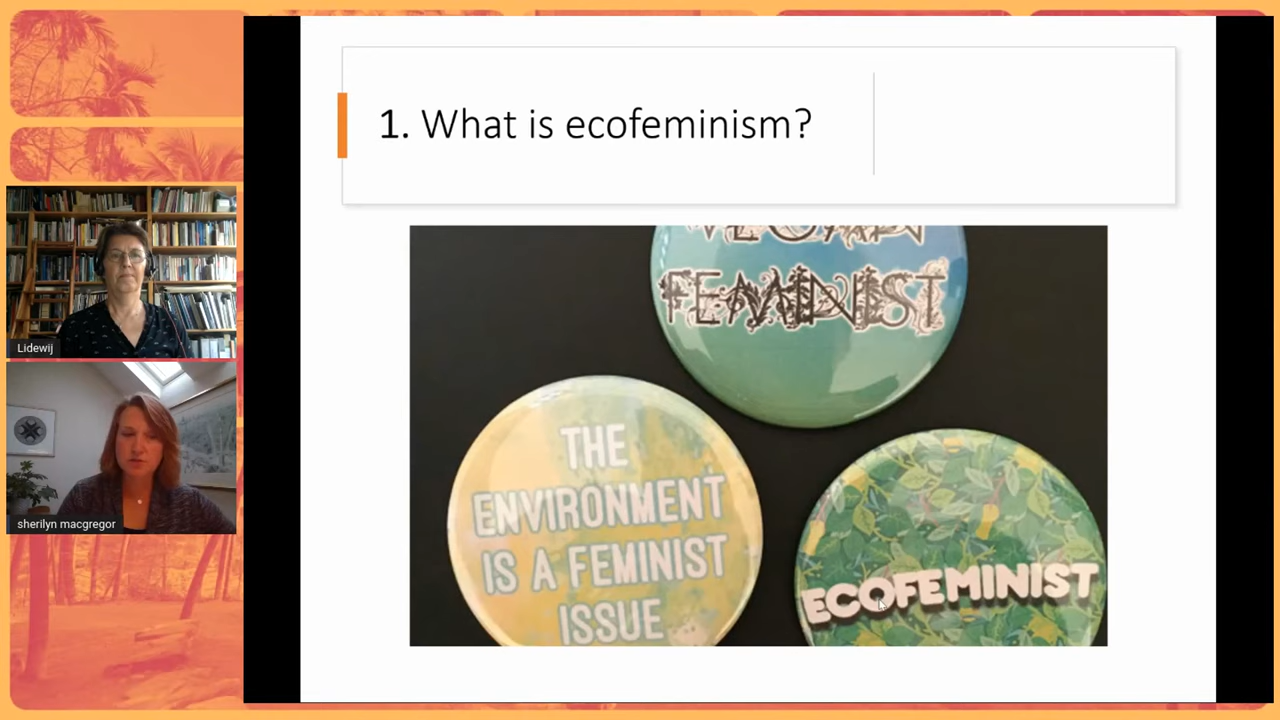 1. What is ecofeminism?
FEMINIST
THE
ENVIRONMENT
IS A FEMINIST
ISSUE
ECOFEMINIST
Lidewij
sherilyn macgregor